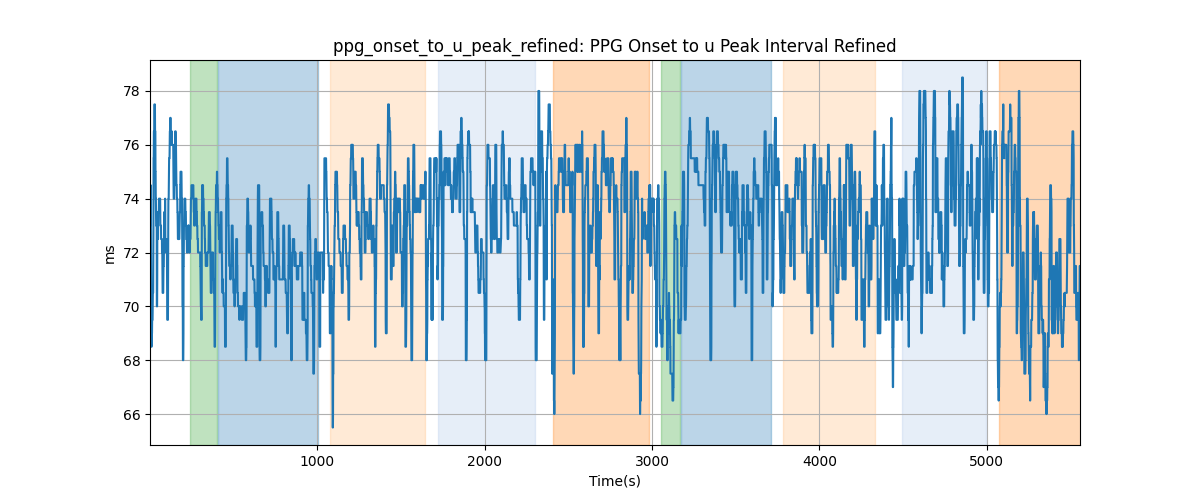 ppg_onset_to_u_peak_refined: PPG Onset to u Peak Interval Refined
78
76
74
72
70
68
66
ms
1000 2000 3000 4000 5000
Time(s)